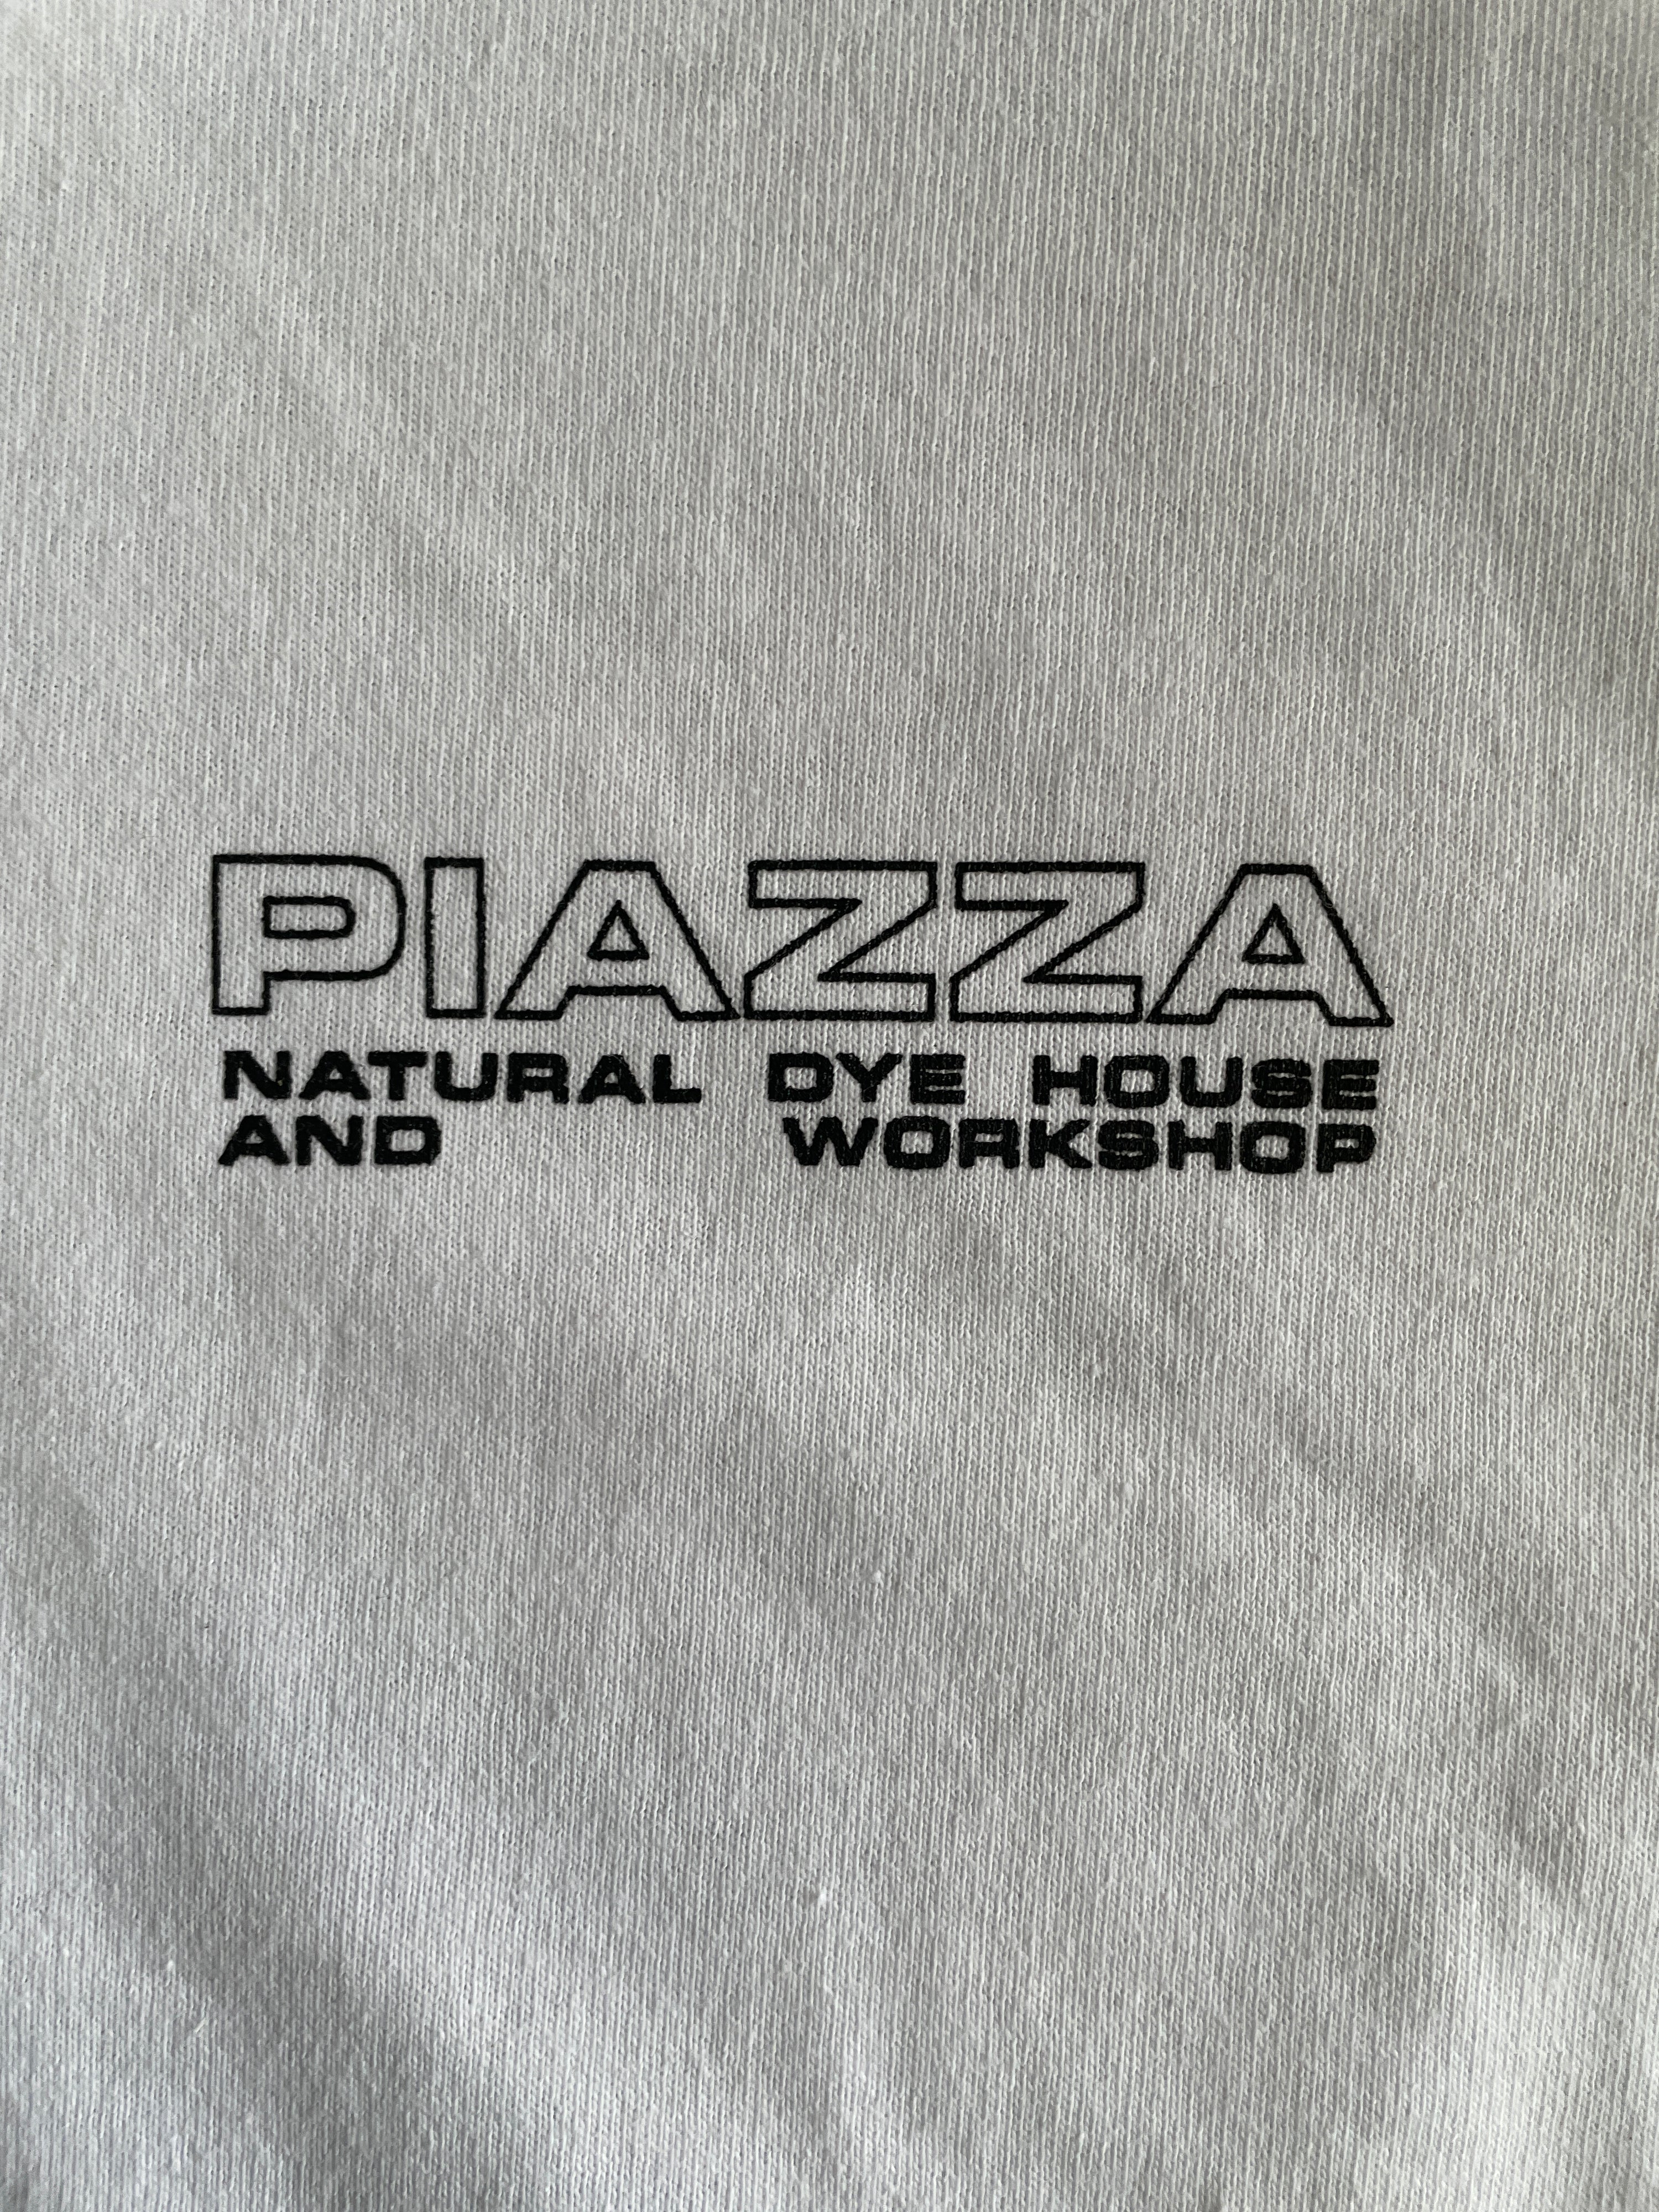 PIAZZA
NATURAL DYE HOUSE
AND WORKSHOP